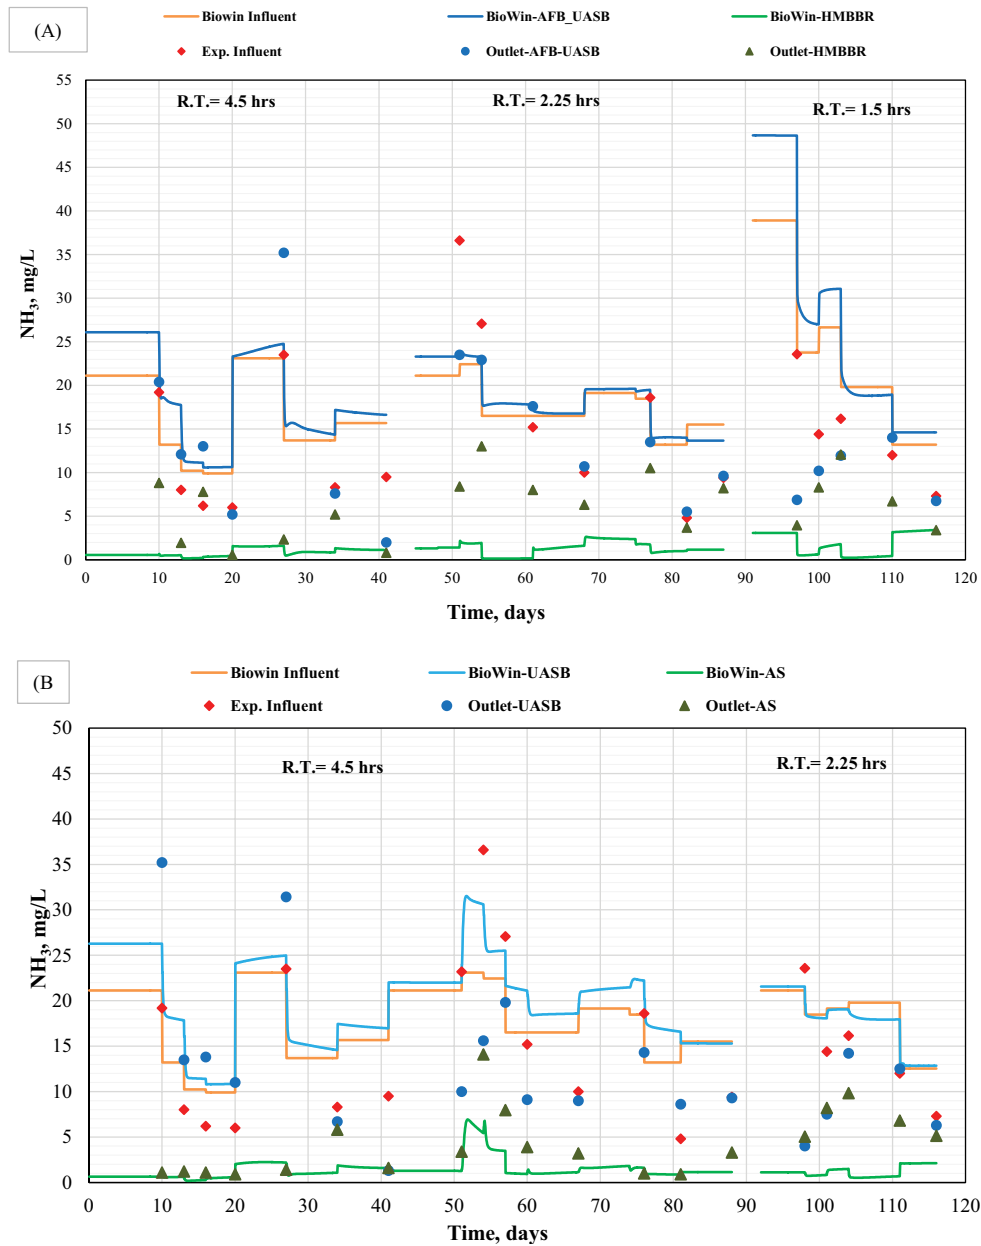 (A)
Biowin Influent BioWin-AFB_UASB BioWin-HMBBR
Exp. Influent Outlet-AFB-UASB Outlet-HMBBR
R.T.= 4.5 hrs R.T.= 2.25 hrs R.T.= 1.5 hrs
NH3, mg/L
55
50
45
40
35
30
25
20
15
10
5
0
0 10 20 30 40 50 60 70 80 90 100 110 120
Time, days
(B
Biowin Influent BioWin-UASB BioWin-AS
Exp. Influent Outlet-UASB Outlet-AS
R.T.= 4.5 hrs R.T.= 2.25 hrs
NH3, mg/L
50
45
40
35
30
25
20
15
10
5
0
0 10 20 30 40 50 60 70 80 90 100 110 120
Time, days